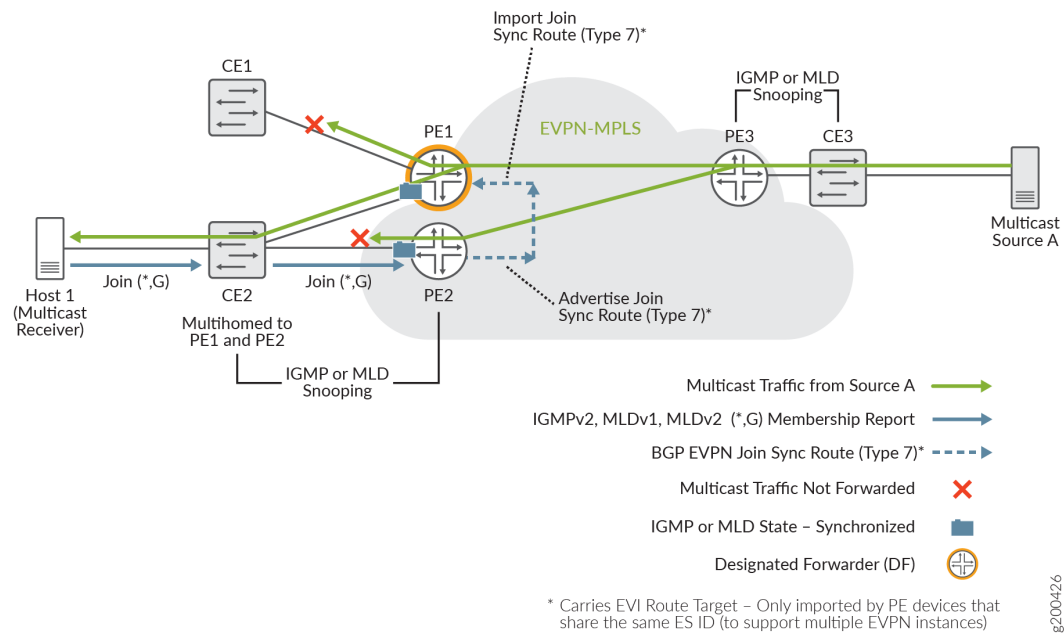 Import Join
Sync Route (Type 7)*
CE1
IGMP or MLD
Snooping
PE1
EVPN-MPLS
PE3
CE3
Multicast
Source A
Join (*,G)
Join (*,G)
Host 1
(Multicast
Receiver)
CE2
PE2
Advertise Join
Sync Route (Type 7)*
Multihomed to
PE1 and PE2
IGMP or MLD
Snooping
Multicast Traffic from Source A
IGMPv2, MLDv1, MLDv2 (*,G) Membership Report
BGP EVPN Join Sync Route (Type 7)*
Multicast Traffic Not Forwarded
IGMP or MLD State – Synchronized
Designated Forwarder (DF)
* Carries EVI Route Target – Only imported by PE devices that
share the same ES ID (to support multiple EVPN instances)
g200426